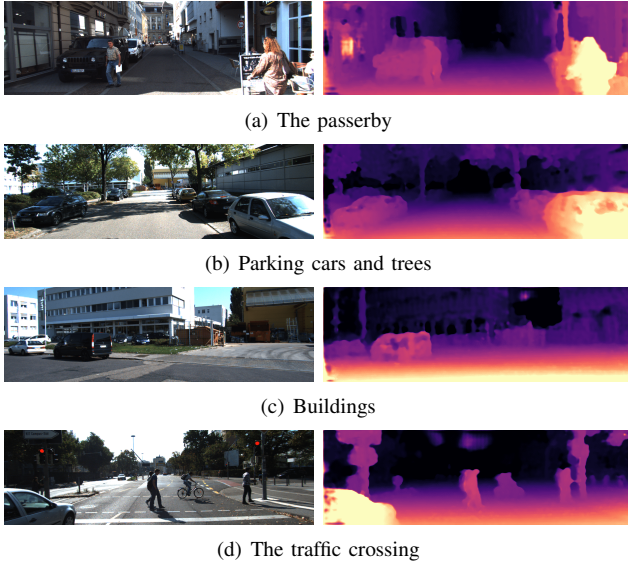 (a) The passerby
(b) Parking cars and trees
(c) Buildings
(d) The traffic crossing